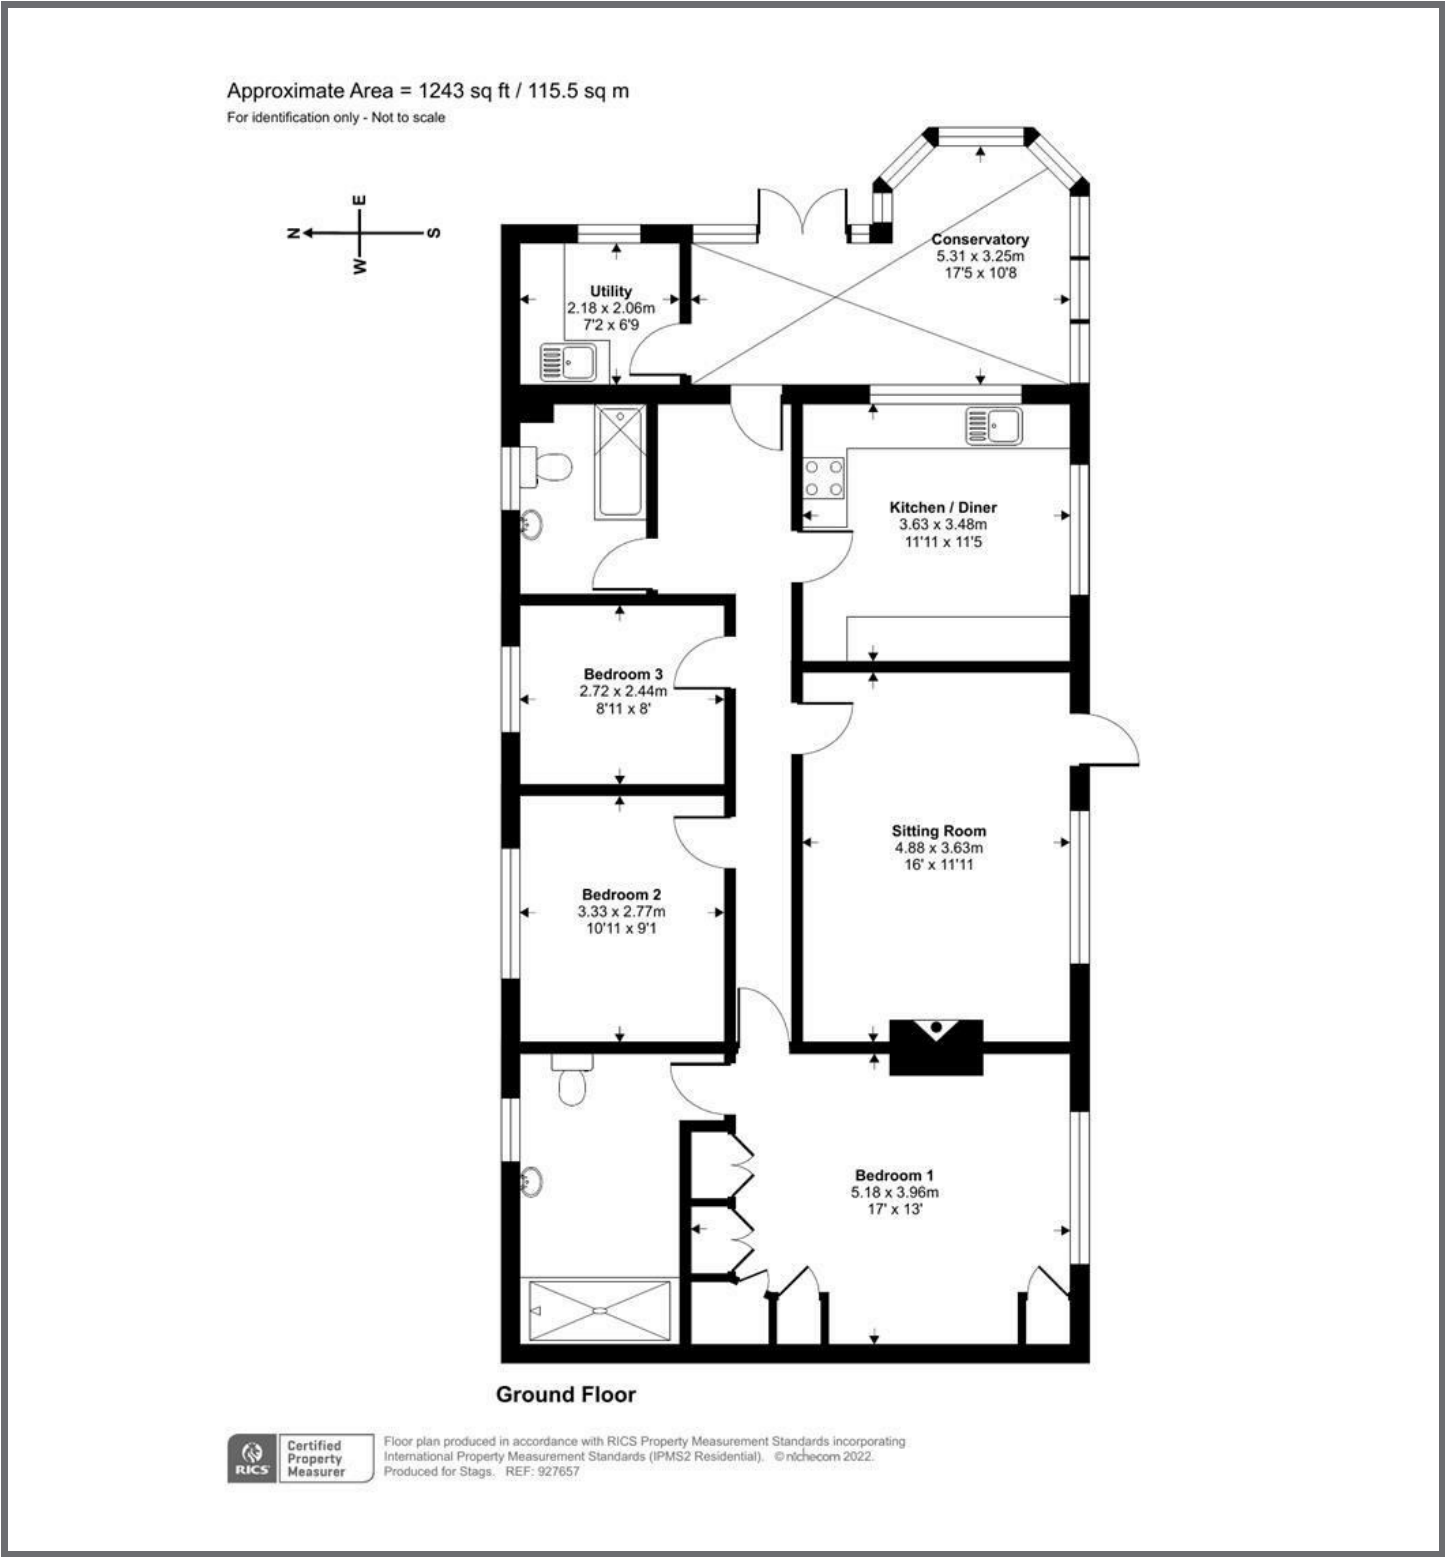 Approximate Area = 1243 sq ft / 115.5 sq m
For identification only - Not to scale
E
N
S
W
Conservatory
5.31 x 3.25m
17'5 x 10'8
Utility
2.18 x 2.06m
7'2 x 6'9
Kitchen / Diner
3.63 x 3.48m
11'11 x 11'5
Bedroom 3
2.72 x 2.44m
8'11 x 8'
Sitting Room
4.88 x 3.63m
16' x 11'11
Bedroom 2
3.33 x 2.77m
10'11 x 9'1
Bedroom 1
5.18 x 3.96m
17' x 13'
Ground Floor
RICS
Certified
Property
Measurer
Floor plan produced in accordance with RICS Property Measurement Standards incorporating
International Property Measurement Standards (IPMS2 Residential). © nichecom 2022.
Produced for Stags. REF: 927657